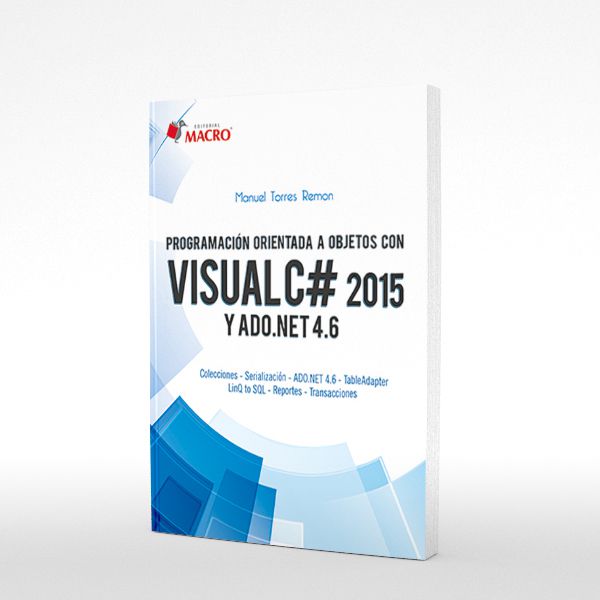 EDITORIAL
MACRO
Manuel Torres Remon
PROGRAMACIÓN ORIENTADA A OBJETOS CON
VISUAL C# 2015
Y ADO.NET 4.6
Colecciones - Serialización - ADO.NET 4.6 - TableAdapter
LinQ to SQL - Reportes - Transacciones